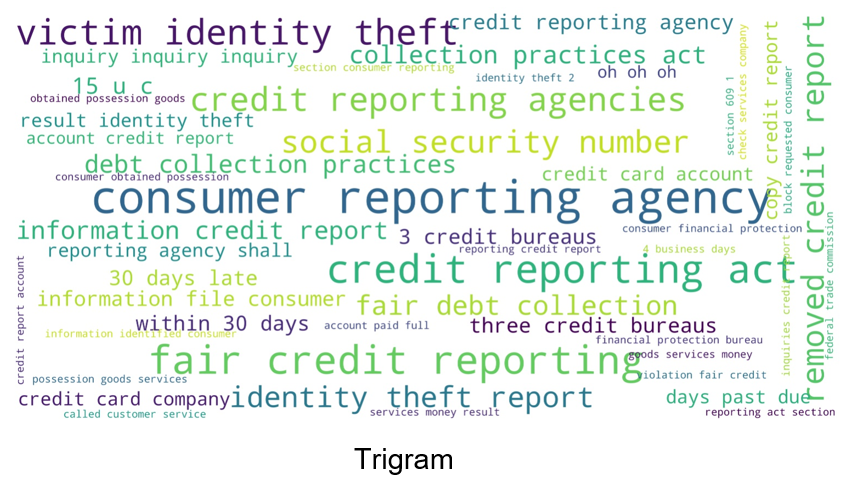 victim identity theft
credit reporting agency
inquiry inquiry inquiry
collection practices act
section consumer reporting
identity theft 2
oh oh oh
15 u c
obtained possession goods
credit reporting agencies
result identity theft
account credit report
social security number
debt collection practices
consumer obtained possession
credit card account
consumer reporting agency
information credit report
3 credit bureaus
consumer financial protection
reporting agency shall
reporting credit report
4 business days
30 days late
credit reporting act
information file consumer
fair debt collection
within 30 days
account paid full
three credit bureaus
information identified consumer
financial protection bureau
fair credit reporting
goods services money
possession goods services
violation fair credit
credit card company
identity theft report
days past due
called customer service
services money result
reporting act section
credit report account
section 609 1
check services company
copy credit report
block requested consumer
inquiries credit report
removed credit report
federal trade commission
Trigram